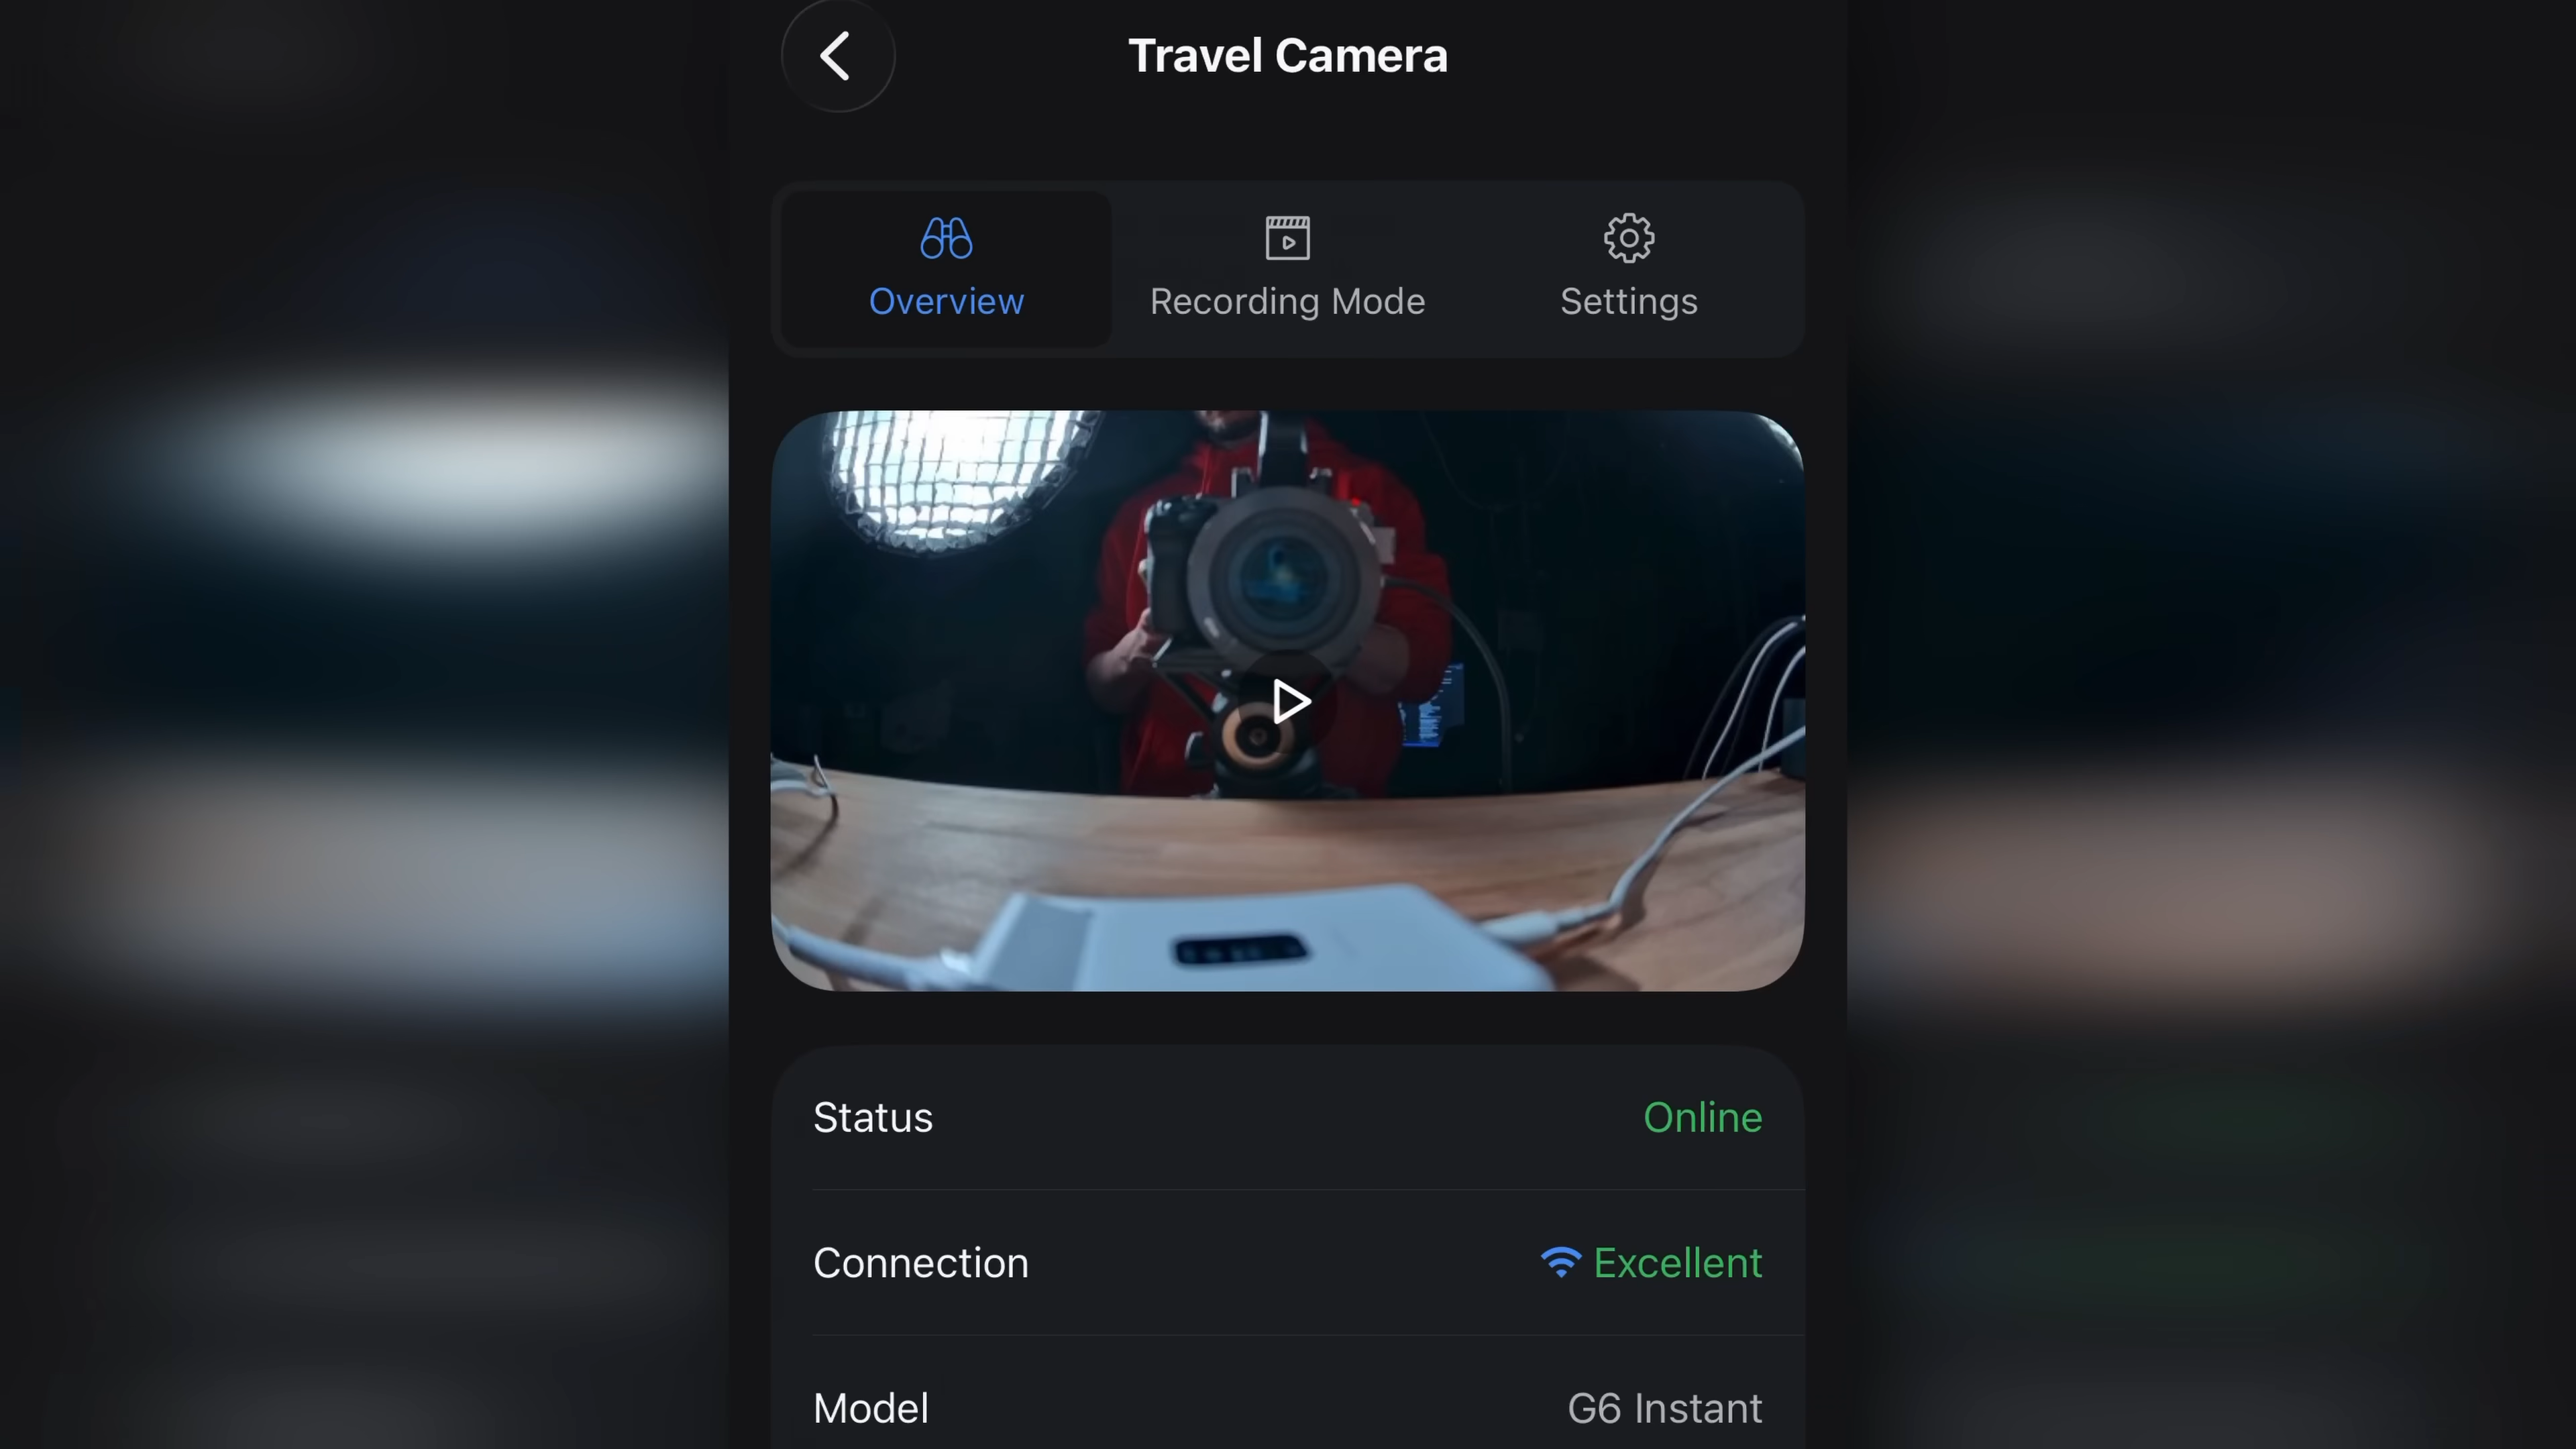 Travel Camera
Overview
Recording Mode
Settings
Status
Online
Connection
Excellent
Model
G6 Instant